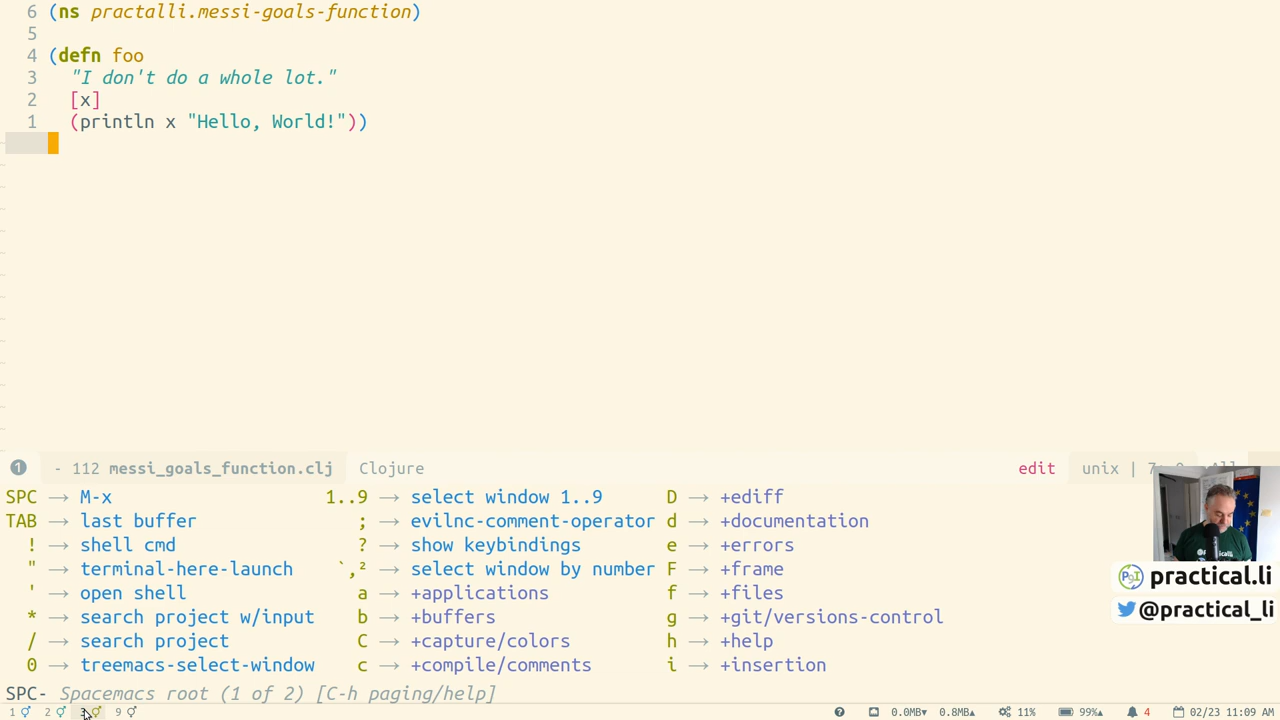 6 (ns practalli.messi-goals-function)
5
4 (defn foo
3 "I don't do a whole lot."
2 [x]
1 (println x "Hello, World!"))
1 - 112 messi_goals_function.clj Clojure edit unix | 7: All
SPC → M-x 1..9 → select window 1..9 D → +ediff
TAB → last buffer ; → evilnc-comment-operator d → +documentation
! → shell cmd ? → show keybindings e → +errors
" → terminal-here-launch `,² → select window by number F → +frame
' → open shell a → +applications f → +files
* → search project w/input b → +buffers g → +git/versions-control
/ → search project C → +capture/colors h → +help
0 → treemacs-select-window c → +compile/comments i → +insertion
practical.li
@practical_li
SPC- Spacemacs root (1 of 2) [C-h paging/help]
1 2 3 9 0.0MB▾ 0.8MB▴ 11% 99%▴ 4 02/23 11:09 AM